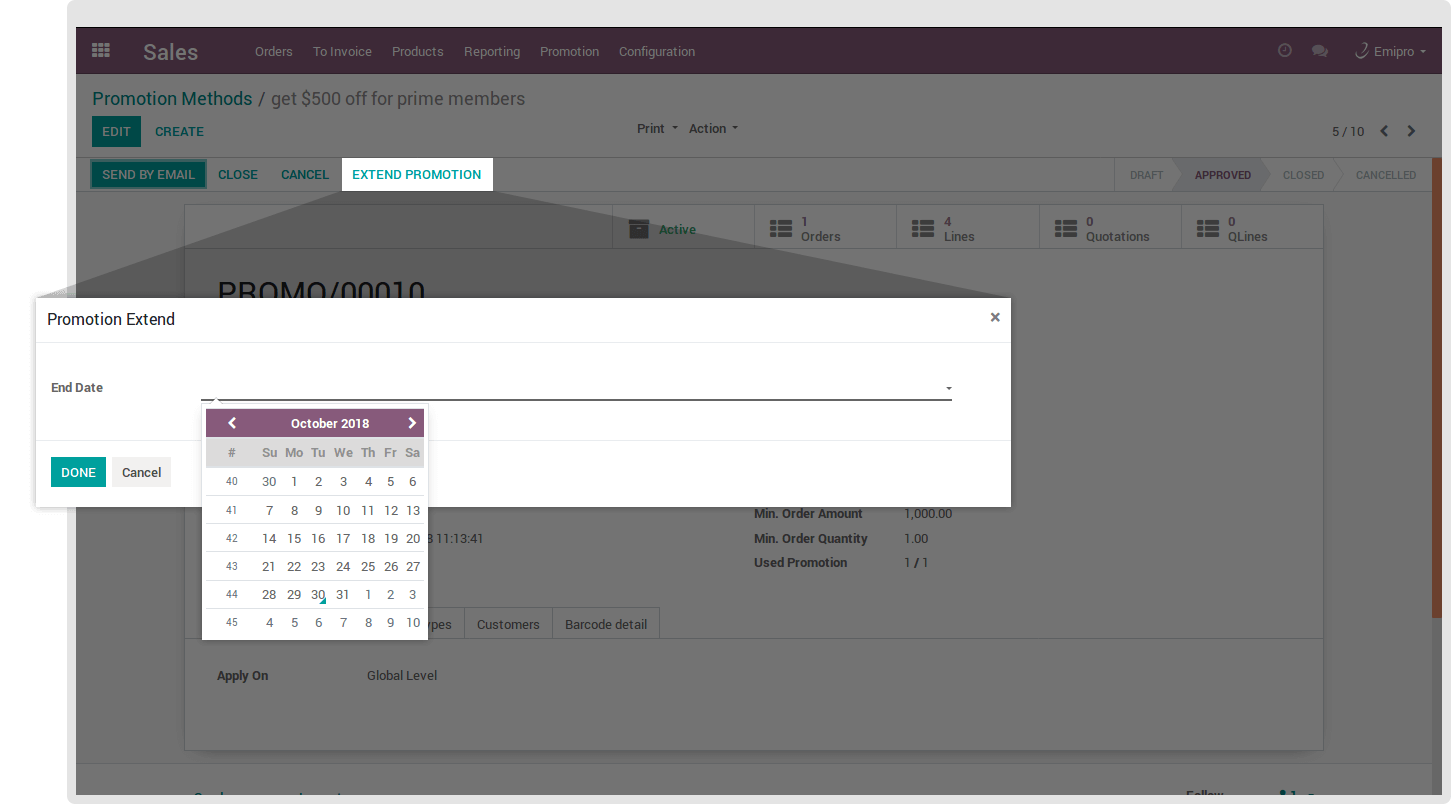 Sales Orders To Invoice Products Reporting Promotion Configuration Emipro
Promotion Methods / get $500 off for prime members
EDIT CREATE Print Action 5 / 10
SEND BY EMAIL CLOSE CANCEL EXTEND PROMOTION DRAFT APPROVED CLOSED CANCELLED
Active 1 Orders 4 Lines 0 Quotations 0 QLines
PROMO/00010
Promotion Extend ×
End Date
October 2018
# Su Mo Tu We Th Fr Sa
40 30 1 2 3 4 5 6
41 7 8 9 10 11 12 13
42 14 15 16 17 18 19 20
43 21 22 23 24 25 26 27
44 28 29 30 31 1 2 3
45 4 5 6 7 8 9 10
DONE Cancel
Min. Order Amount 1,000.00
11:13:41 Min. Order Quantity 1.00
Used Promotion 1 / 1
Customers Barcode detail
Apply On Global Level